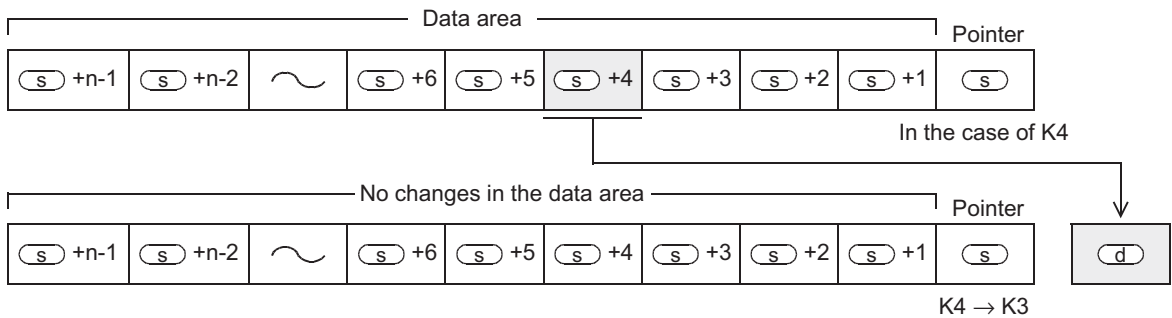 Data area
Pointer
s +n-1 s +n-2 s +6 s +5 s +4 s +3 s +2 s +1 s
In the case of K4
No changes in the data area
Pointer
s +n-1 s +n-2 s +6 s +5 s +4 s +3 s +2 s +1 s d
K4 → K3